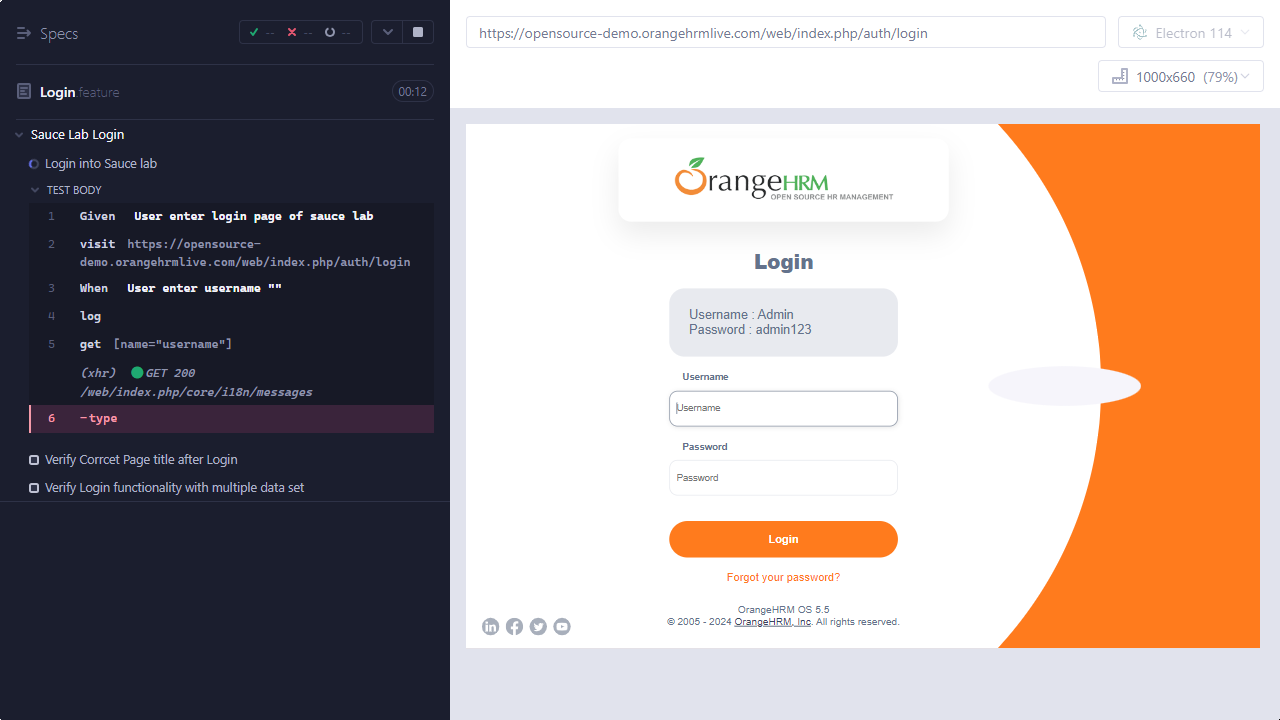 Specs
--
--
--
Login.feature
00:12
Sauce Lab Login
Login into Sauce lab
TEST BODY
1 Given User enter login page of sauce lab
2 visit https://opensource-
demo.orangehrmlive.com/web/index.php/auth/login
3 When User enter username ""
4 log
5 get [name="username"]
(xhr) GET 200
/web/index.php/core/i18n/messages
6 -type
Verify Corrcet Page title after Login
Verify Login functionality with multiple data set
https://opensource-demo.orangehrmlive.com/web/index.php/auth/login
Electron 114
1000x660 (79%)
OrangeHRM
OPEN SOURCE HR MANAGEMENT
Login
Username : Admin
Password : admin123
Username
Username
Password
Password
Login
Forgot your password?
OrangeHRM OS 5.5
© 2005 - 2024 OrangeHRM, Inc. All rights reserved.